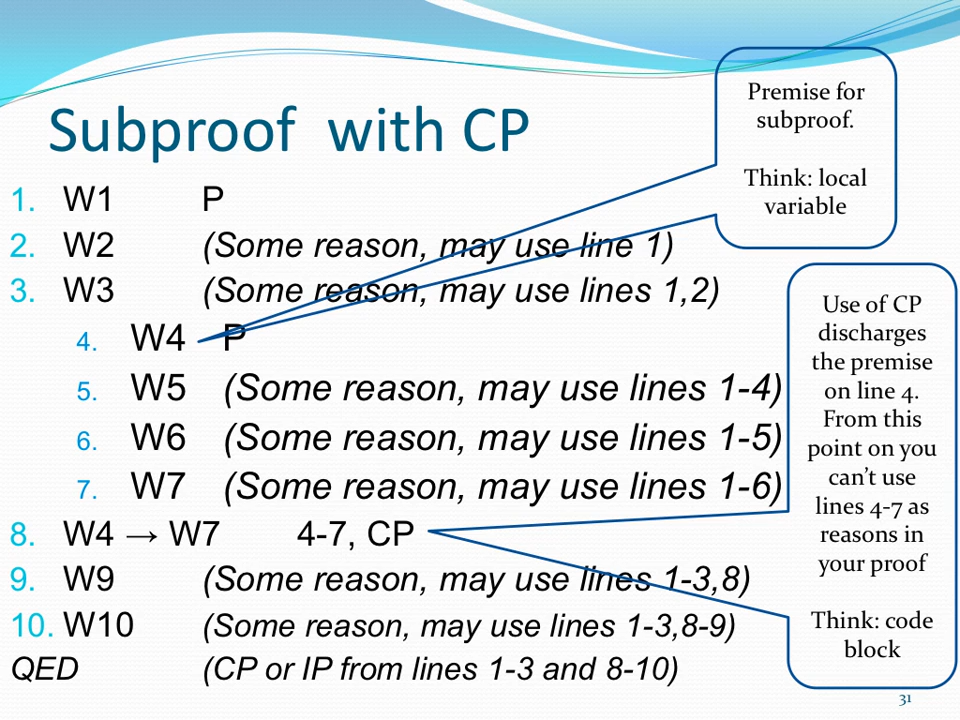 Subproof with CP
1. W1 P
2. W2 (Some reason, may use line 1)
3. W3 (Some reason, may use lines 1,2)
4. W4 P
5. W5 (Some reason, may use lines 1-4)
6. W6 (Some reason, may use lines 1-5)
7. W7 (Some reason, may use lines 1-6)
8. W4 → W7 4-7, CP
9. W9 (Some reason, may use lines 1-3,8)
10. W10 (Some reason, may use lines 1-3,8-9)
QED (CP or IP from lines 1-3 and 8-10)
Premise for
subproof.
Think: local
variable
Use of CP
discharges
the premise
on line 4.
From this
point on you
can’t use
lines 4-7 as
reasons in
your proof
Think: code
block
31